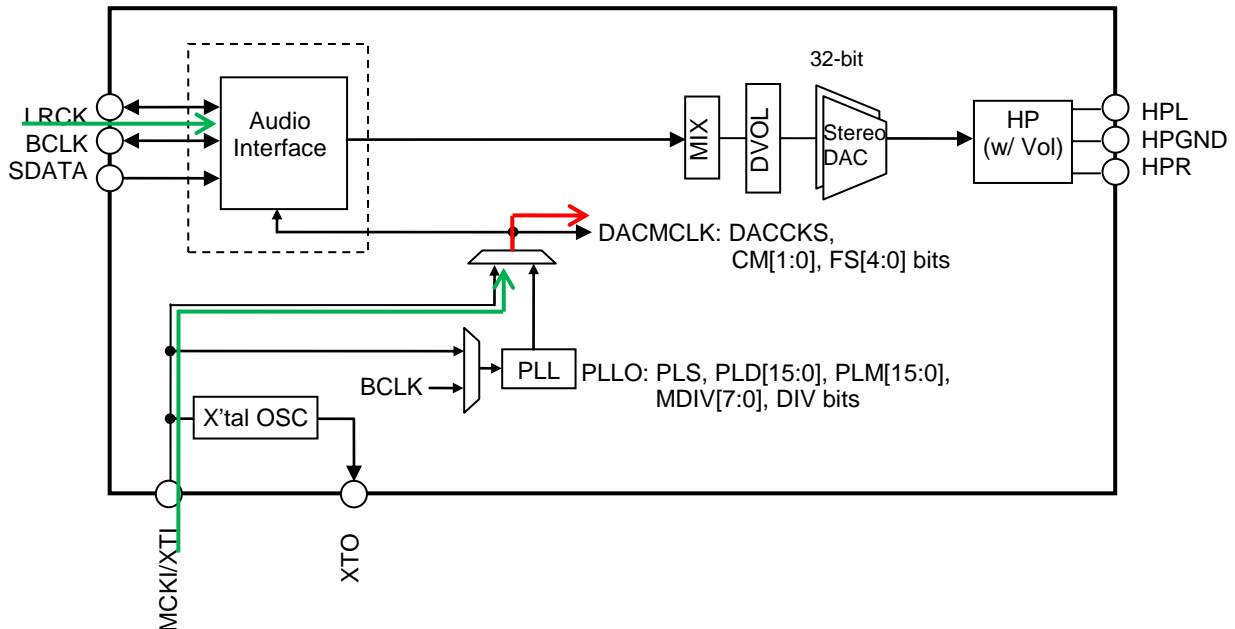 32-bit
LRCK
BCLK
SDATA
Audio
Interface
MIX
DVOL
Stereo
DAC
HP
(w/ Vol)
HPL
HPGND
HPR
DACMCLK: DACCKS,
CM[1:0], FS[4:0] bits
BCLK
PLL
PLLO: PLS, PLD[15:0], PLM[15:0],
MDIV[7:0], DIV bits
X'tal OSC
MCKI/XTI
XTO